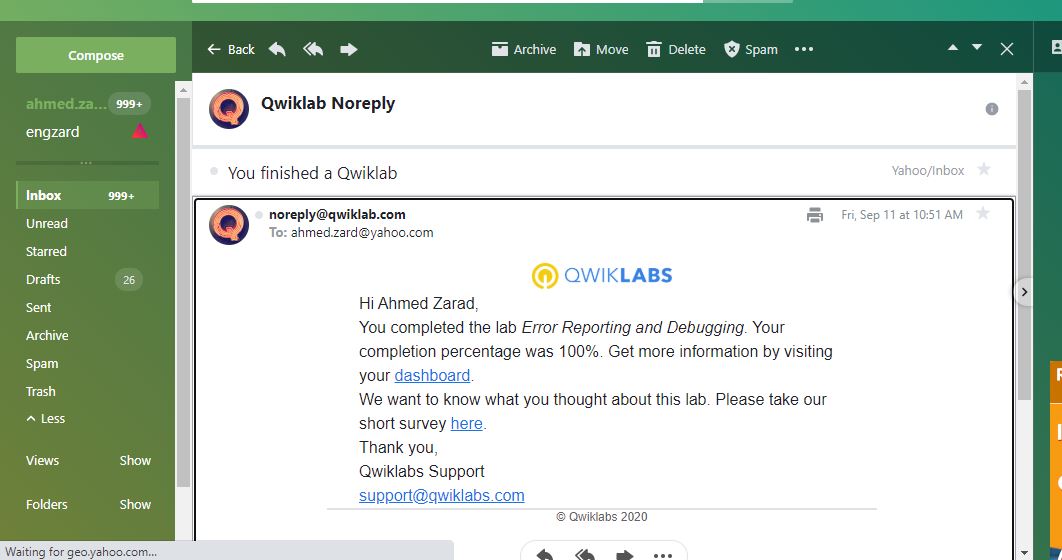 Compose
ahmed.za... 999+
engzard
Inbox 999+
Unread
Starred
Drafts 26
Sent
Archive
Spam
Trash
Less
Views Show
Folders Show
Waiting for geo.yahoo.com...
Back Archive Move Delete Spam
Qwiklab Noreply
You finished a Qwiklab Yahoo/Inbox
noreply@qwiklab.com Fri, Sep 11 at 10:51 AM
To: ahmed.zard@yahoo.com
QWIKLABS
Hi Ahmed Zarad,
You completed the lab Error Reporting and Debugging. Your
completion percentage was 100%. Get more information by visiting
your dashboard.
We want to know what you thought about this lab. Please take our
short survey here.
Thank you,
Qwiklabs Support
support@qwiklabs.com
© Qwiklabs 2020